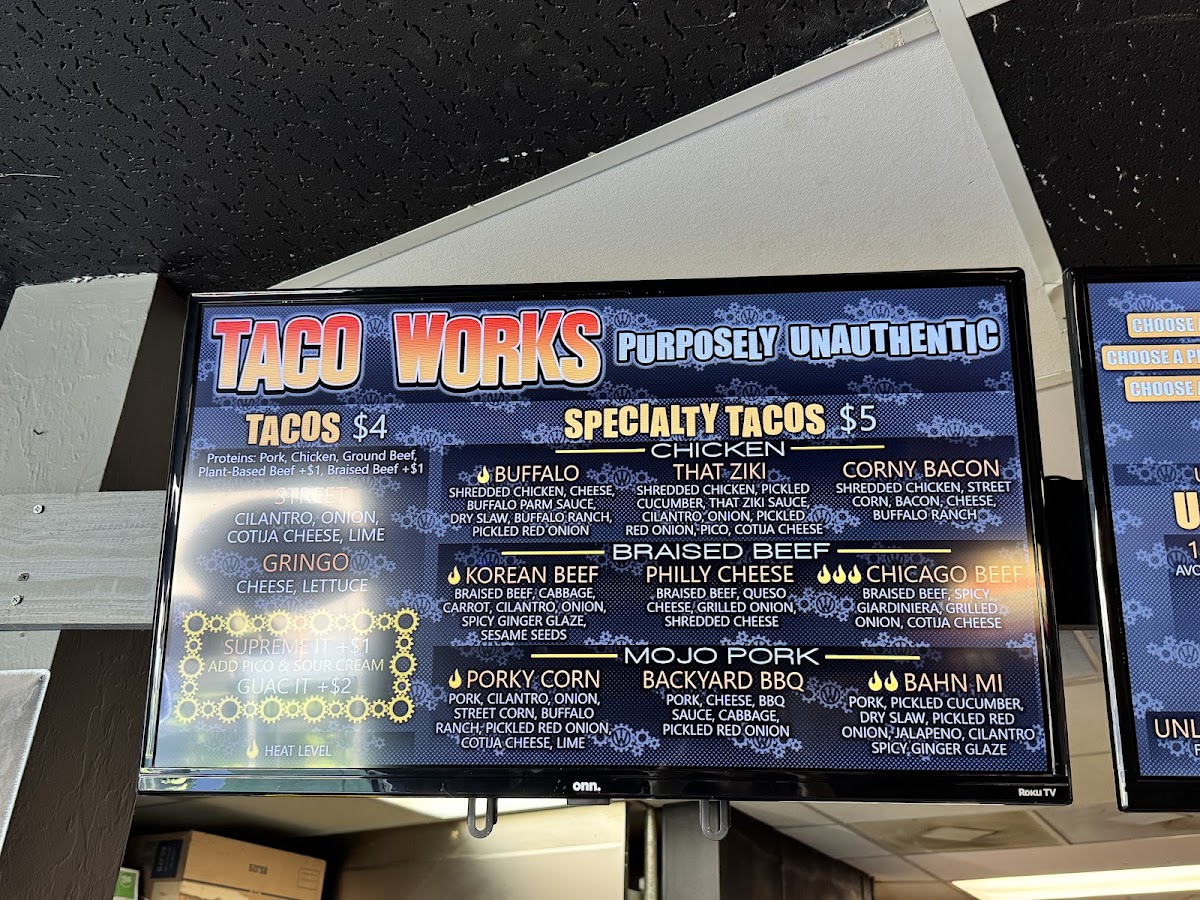 TACO WORKS PURPOSELY UNAUTHENTIC
TACOS $4
Proteins: Pork, Chicken, Ground Beef,
Plant-Based Beef +$1, Braised Beef +$1
STREET
CILANTRO, ONION,
COTIJA CHEESE, LIME
GRINGO
CHEESE, LETTUCE
SUPREME IT +$1
ADD PICO & SOUR CREAM
GUAC IT +$2
HEAT LEVEL
SPECIALTY TACOS $5
CHICKEN
BUFFALO
SHREDDED CHICKEN, CHEESE,
BUFFALO PARM SAUCE,
DRY SLAW, BUFFALO RANCH,
PICKLED RED ONION
THAT ZIKI
SHREDDED CHICKEN, PICKLED
CUCUMBER, THAT ZIKI SAUCE,
CILANTRO, ONION, PICKLED
RED ONION, PICO, COTIJA CHEESE
CORNY BACON
SHREDDED CHICKEN, STREET
CORN, BACON, CHEESE,
BUFFALO RANCH
BRAISED BEEF
KOREAN BEEF
BRAISED BEEF, CABBAGE,
CARROT, CILANTRO, ONION,
SPICY GINGER GLAZE,
SESAME SEEDS
PHILLY CHEESE
BRAISED BEEF, QUESO
CHEESE, GRILLED ONION,
SHREDDED CHEESE
CHICAGO BEEF
BRAISED BEEF, SPICY
GIARDINIERA, GRILLED
ONION, COTIJA CHEESE
MOJO PORK
PORKY CORN
PORK, CILANTRO, ONION,
STREET CORN, BUFFALO
RANCH, PICKLED RED ONION,
COTIJA CHEESE, LIME
BACKYARD BBQ
PORK, CHEESE, BBQ
SAUCE, CABBAGE,
PICKLED RED ONION
BAHN MI
PORK, PICKLED CUCUMBER,
DRY SLAW, PICKLED RED
ONION, JALAPENO, CILANTRO
SPICY GINGER GLAZE
onn.
Roku TV
CHOOSE
CHOOSE A
CHOOSE